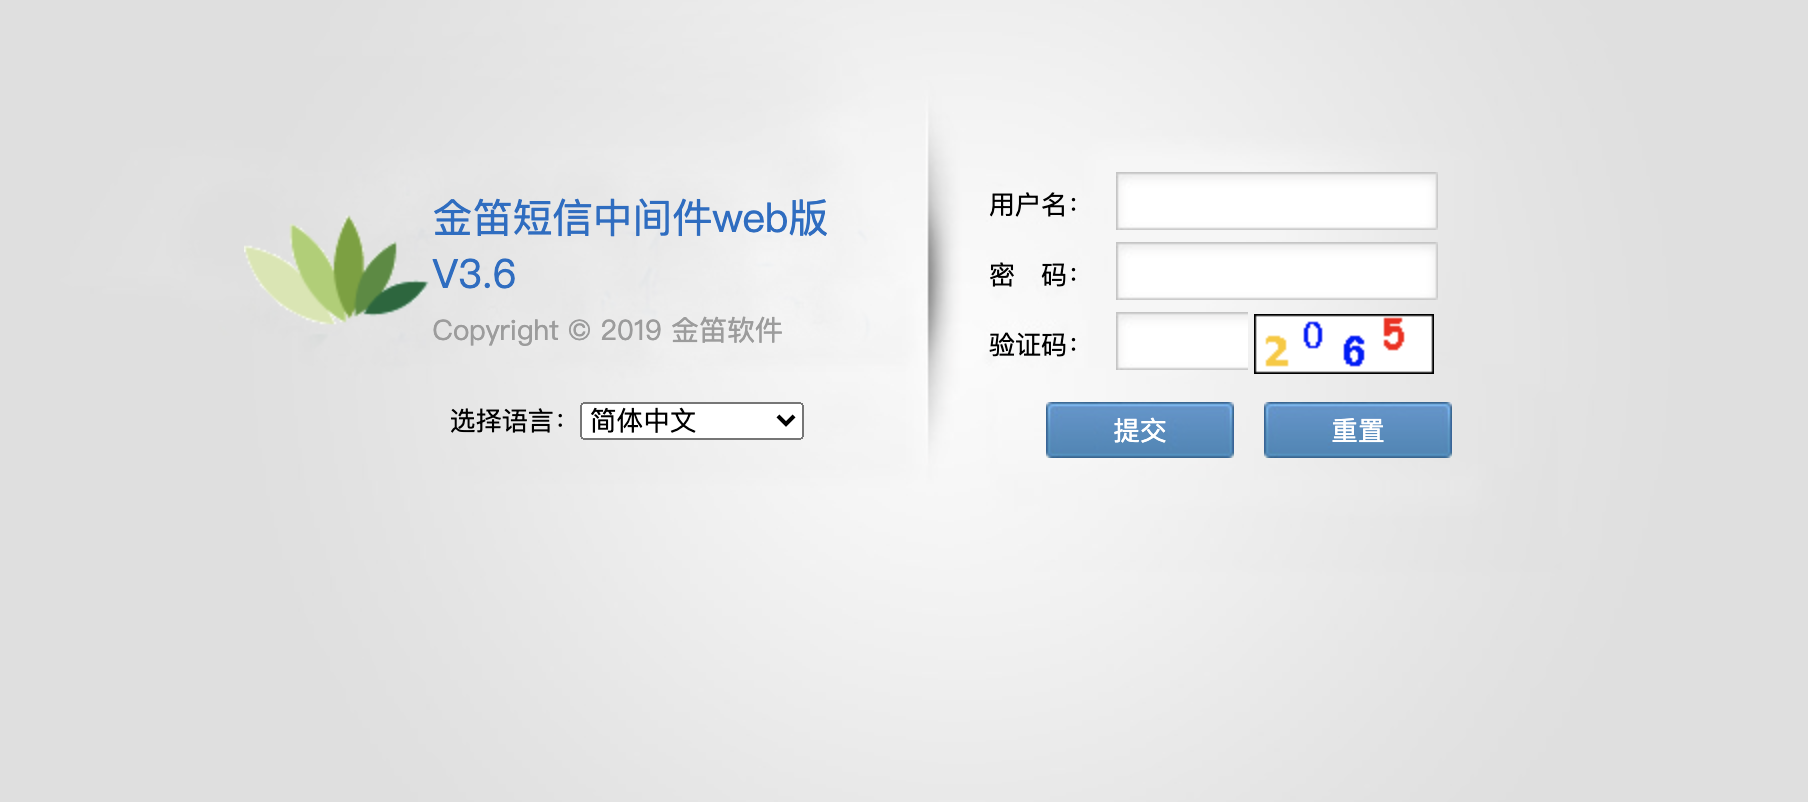 金笛短信中间件web版
V3.6
Copyright © 2019 金笛软件
选择语言：
简体中文
用户名：
密 码：
验证码：
2065
提交
重置